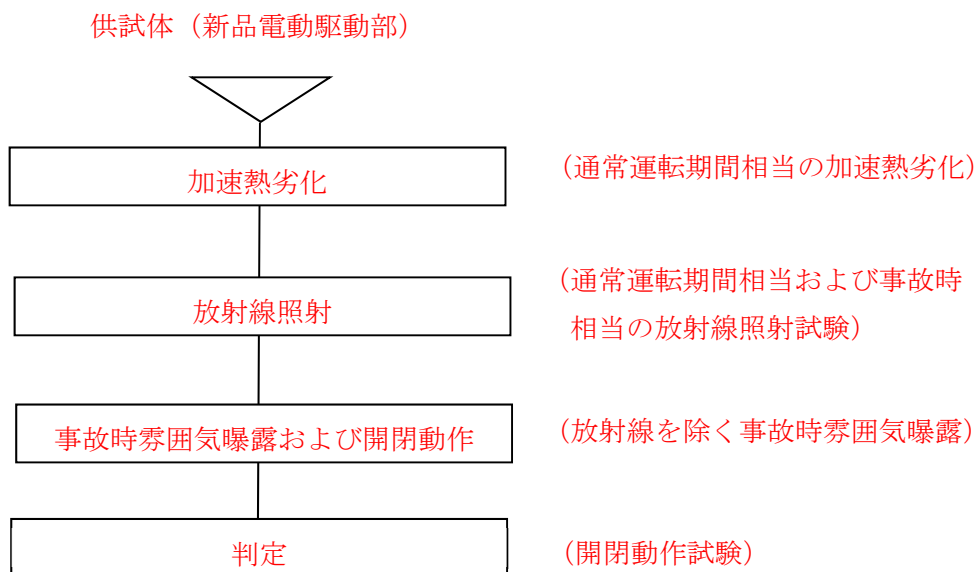 供試体（新品電動駆動部）
加速熱劣化
（通常運転期間相当の加速熱劣化）
放射線照射
（通常運転期間相当および事故時
相当の放射線照射試験）
事故時雰囲気曝露および開閉動作
（放射線を除く事故時雰囲気曝露）
判定
（開閉動作試験）